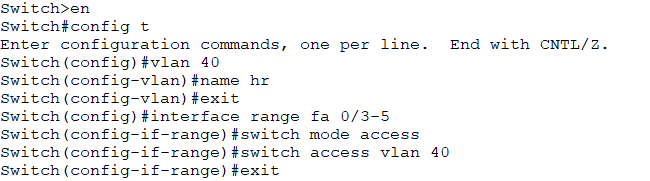 Switch>en
Switch#config t
Enter configuration commands, one per line.  End with CNTL/Z.
Switch(config)#vlan 40
Switch(config-vlan)#name hr
Switch(config-vlan)#exit
Switch(config)#interface range fa 0/3-5
Switch(config-if-range)#switch mode access
Switch(config-if-range)#switch access vlan 40
Switch(config-if-range)#exit